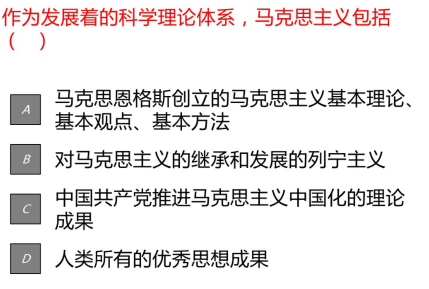 作为发展着的科学理论体系，马克思主义包括
（ ）
A 马克思恩格斯创立的马克思主义基本理论、
基本观点、基本方法
B 对马克思主义的继承和发展的列宁主义
C 中国共产党推进马克思主义中国化的理论
成果
D 人类所有的优秀思想成果